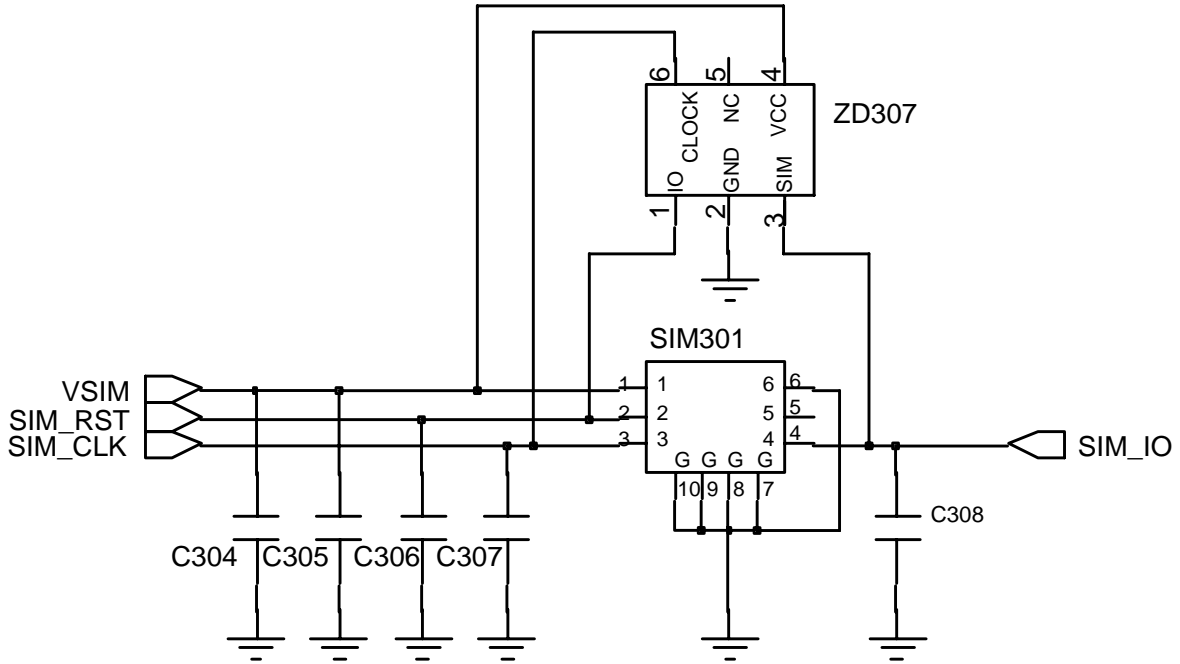 6 5 4
CLOCK NC VCC
ZD307
IO GND SIM
1 2 3
SIM301
VSIM 1 1 6 6
SIM_RST 2 2 5 5
SIM_CLK 3 3 4 4 SIM_IO
G G G G
10 9 8 7
C308
C304 C305 C306 C307